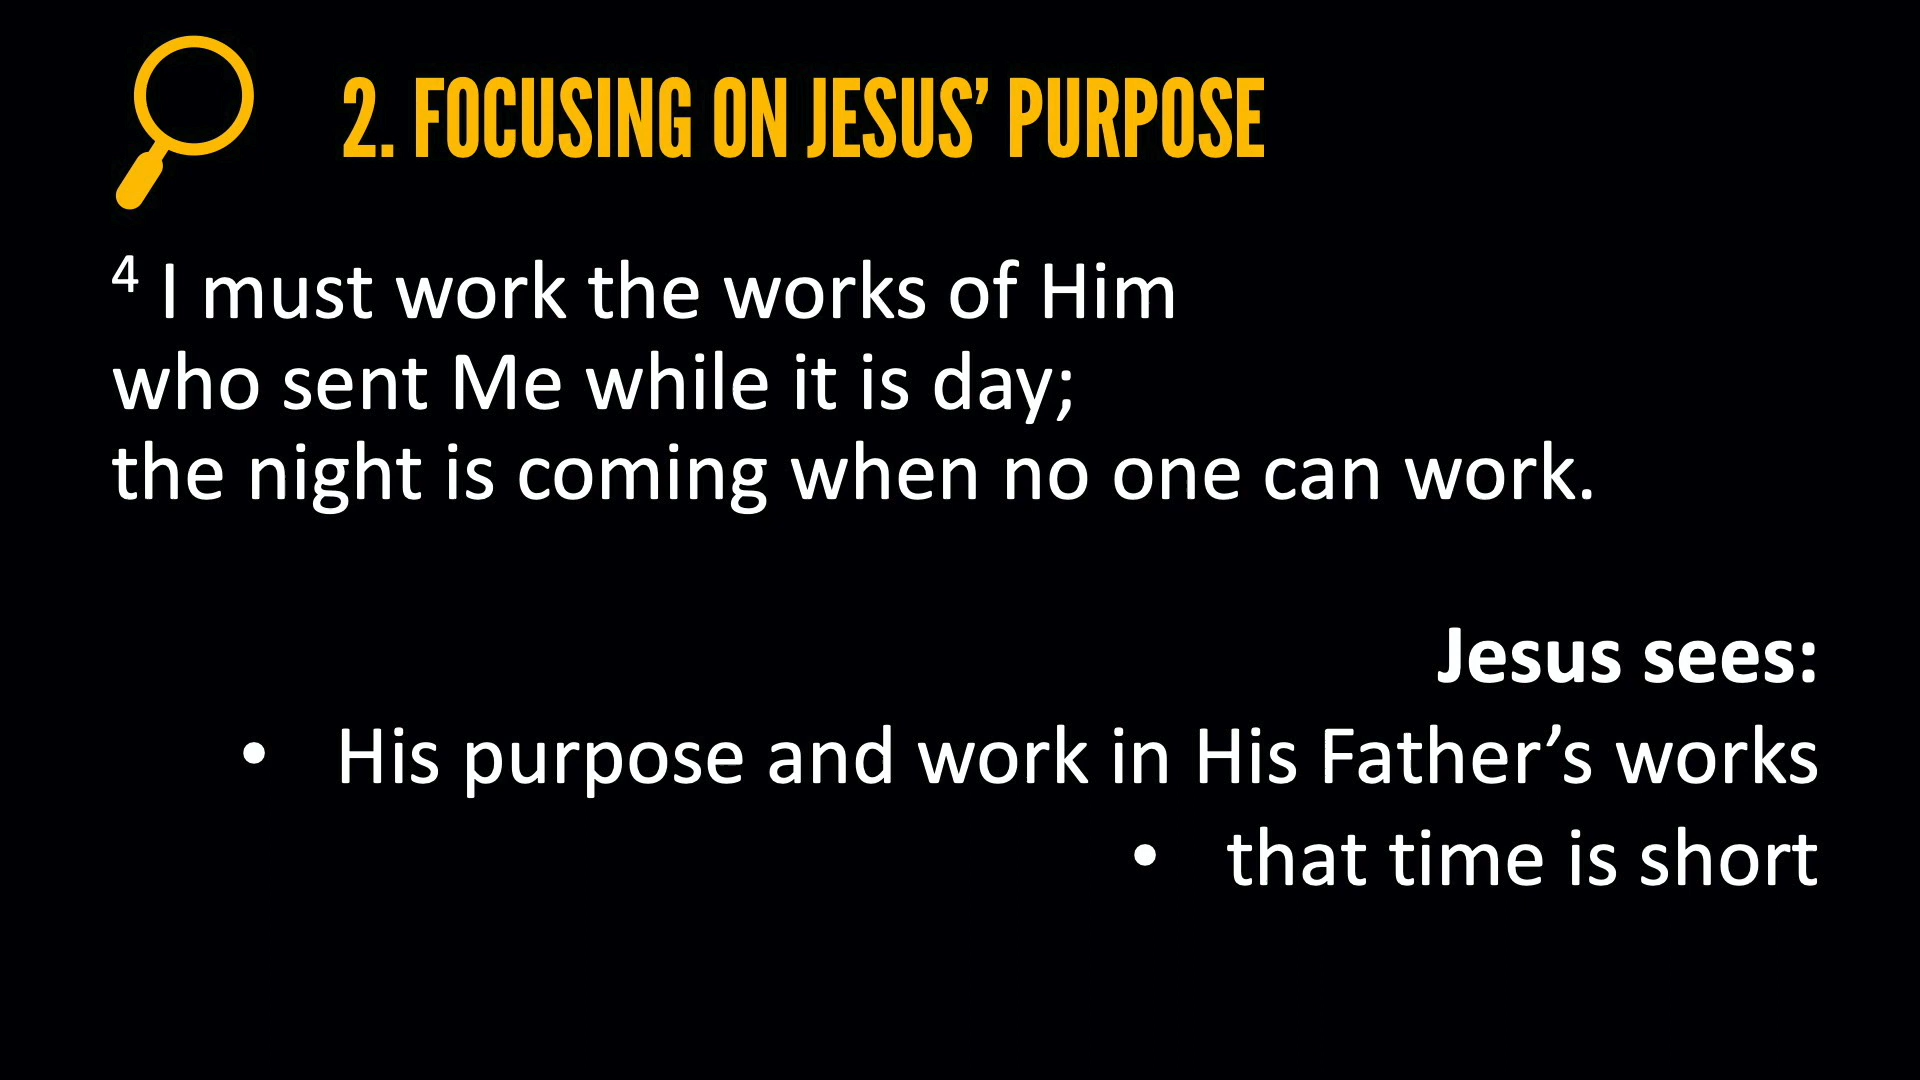 2. FOCUSING ON JESUS’ PURPOSE
⁴ I must work the works of Him
who sent Me while it is day;
the night is coming when no one can work.
Jesus sees:
• His purpose and work in His Father’s works
• that time is short